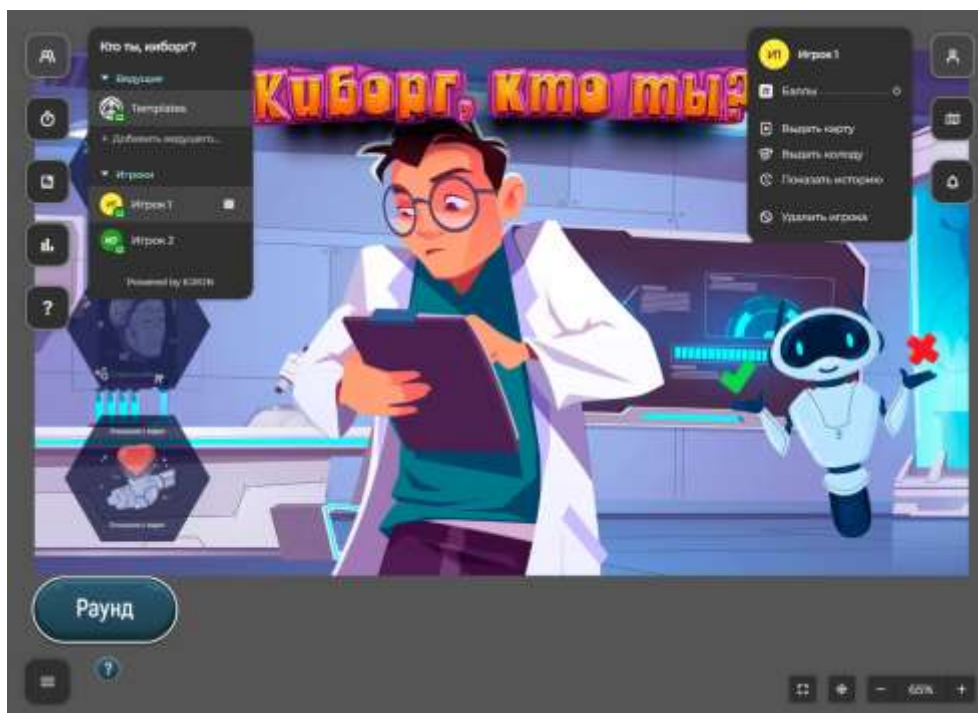 Кто ты, киборг?
Ведущие
Templates
+ Добавить ведущего...
Игроки
ИП Игрок 1
Игрок 2
Powered by
Киборг, кто ты?
ИП Игрок 1
Баллы 0
Выдать карту
Выдать колоду
Показать историю
Удалить игрока
?
Раунд
?
− 65% +